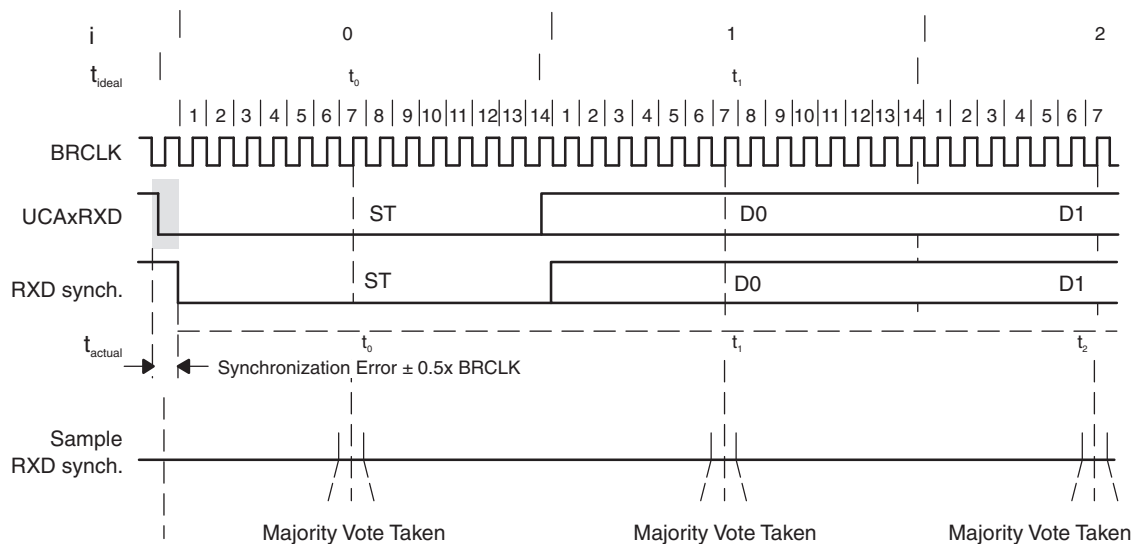 i 0 1 2
tideal t0 t1
1 2 3 4 5 6 7 8 9 10 11 12 13 14 1 2 3 4 5 6 7 8 9 10 11 12 13 14 1 2 3 4 5 6 7
BRCLK
UCAxRXD ST D0 D1
RXD synch. ST D0 D1
tactual t0 t1 t2
Synchronization Error ± 0.5x BRCLK
Sample
RXD synch.
Majority Vote Taken Majority Vote Taken Majority Vote Taken